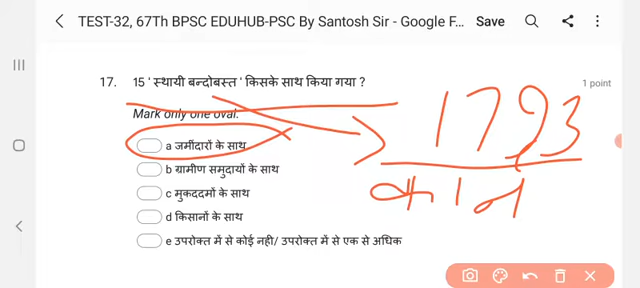 TEST-32, 67Th BPSC EDUHUB-PSC By Santosh Sir - Google F... Save
17. 15 ' स्थायी बन्दोबस्त ' किसके साथ किया गया ?
1 point
Mark only one oval.
1793
a जमींदारों के साथ
b ग्रामीण समुदायों के साथ
c मुकददमों के साथ
d किसानों के साथ
e उपरोक्त में से कोई नही/ उपरोक्त में से एक से अधिक